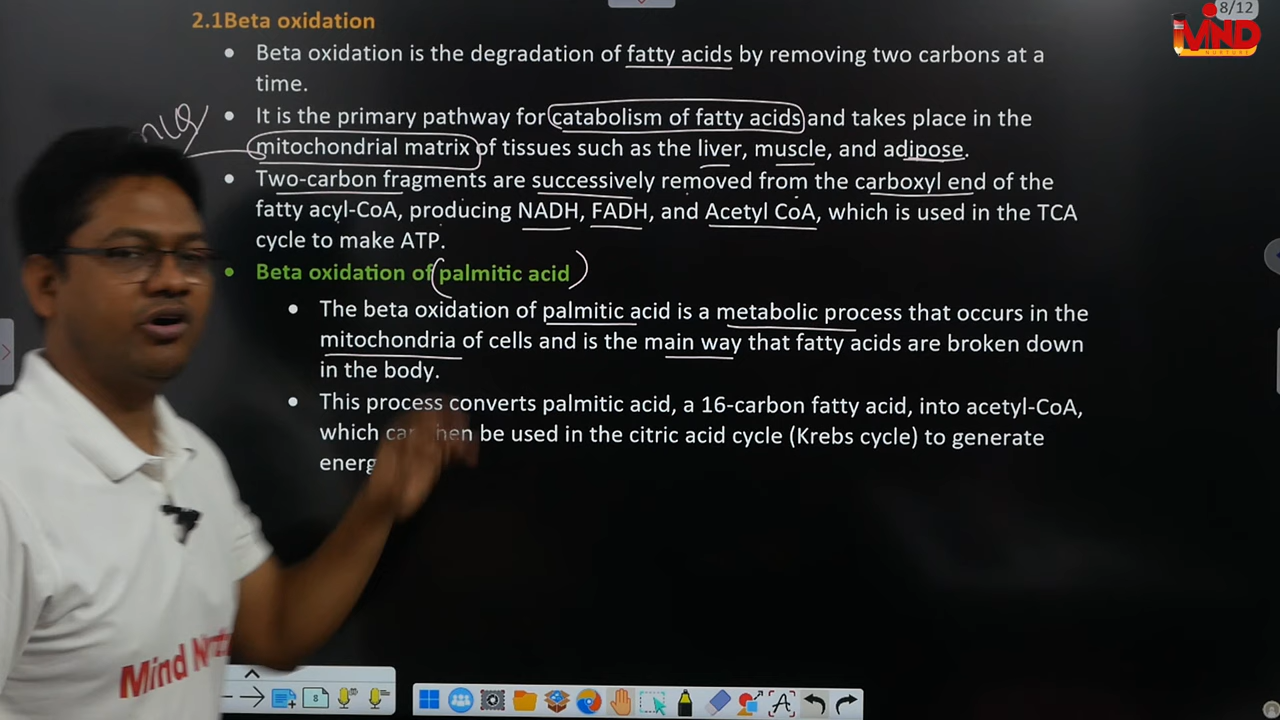 8/12
MIND
NURTURE
2.1Beta oxidation
• Beta oxidation is the degradation of fatty acids by removing two carbons at a
time.
• It is the primary pathway for catabolism of fatty acids and takes place in the
mitochondrial matrix of tissues such as the liver, muscle, and adipose.
• Two-carbon fragments are successively removed from the carboxyl end of the
fatty acyl-CoA, producing NADH, FADH, and Acetyl CoA, which is used in the TCA
cycle to make ATP.
• Beta oxidation of palmitic acid
• The beta oxidation of palmitic acid is a metabolic process that occurs in the
mitochondria of cells and is the main way that fatty acids are broken down
in the body.
• This process converts palmitic acid, a 16-carbon fatty acid, into acetyl-CoA,
which can then be used in the citric acid cycle (Krebs cycle) to generate
energ
Mind Nurtu
8
A